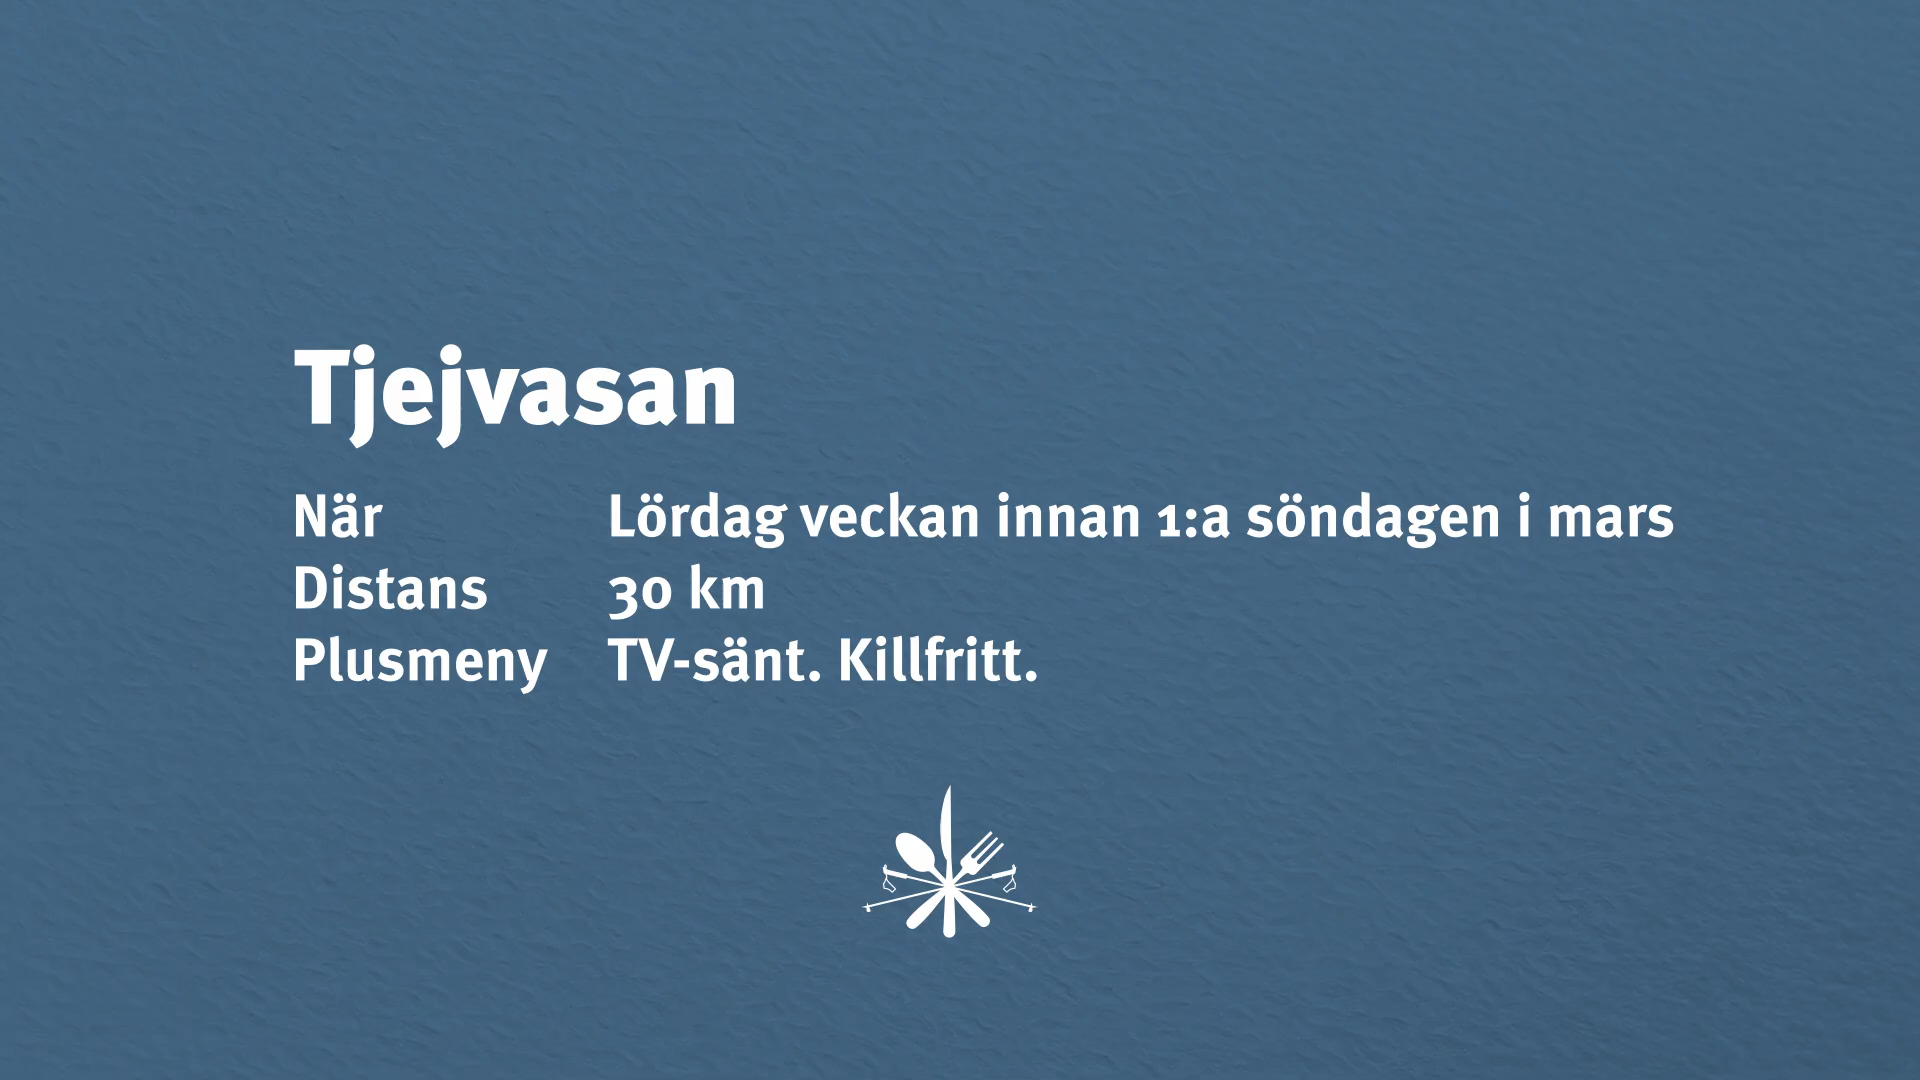 Tjejvasan
När Lördag veckan innan 1:a söndagen i mars
Distans 30 km
Plusmeny TV-sänt. Killfritt.